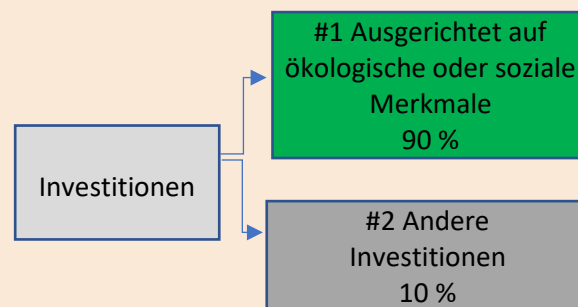 #1 Ausgerichtet auf
ökologische oder soziale
Merkmale
90 %
Investitionen
#2 Andere
Investitionen
10 %